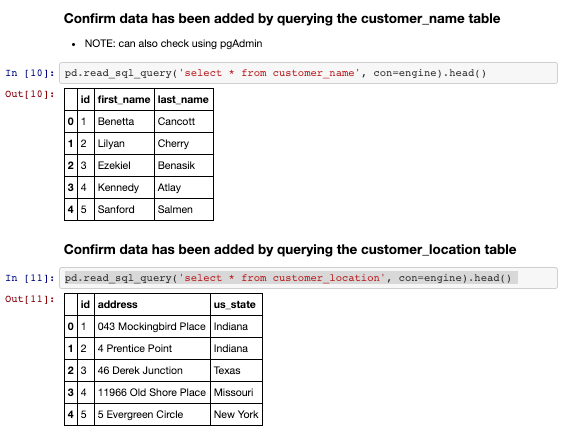 Confirm data has been added by querying the customer_name table
• NOTE: can also check using pgAdmin
In [10]: pd.read_sql_query('select * from customer_name', con=engine).head()
Out[10]:
id first_name last_name
0 1 Benetta Cancott
1 2 Lilyan Cherry
2 3 Ezekiel Benasik
3 4 Kennedy Atlay
4 5 Sanford Salmen
Confirm data has been added by querying the customer_location table
In [11]: pd.read_sql_query('select * from customer_location', con=engine).head()
Out[11]:
id address us_state
0 1 043 Mockingbird Place Indiana
1 2 4 Prentice Point Indiana
2 3 46 Derek Junction Texas
3 4 11966 Old Shore Place Missouri
4 5 5 Evergreen Circle New York